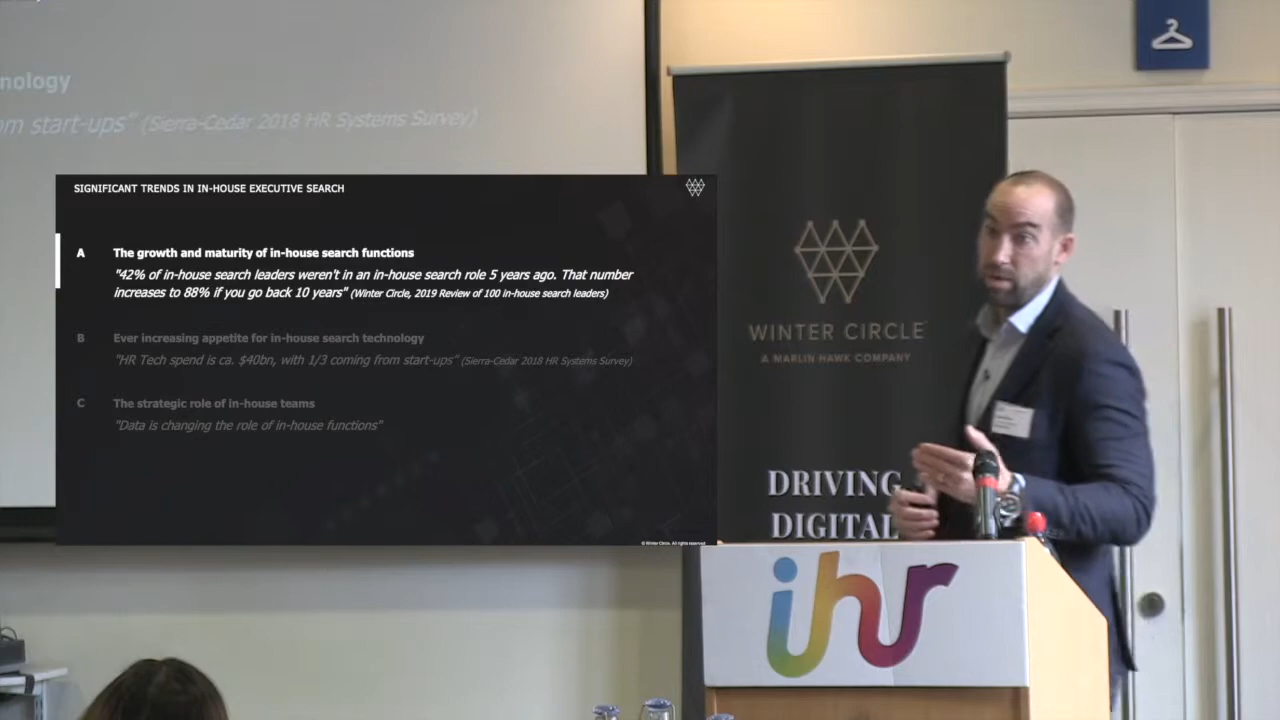 nology
om start-ups” (Sierra-Cedar 2018 HR Systems Survey)
SIGNIFICANT TRENDS IN IN-HOUSE EXECUTIVE SEARCH
A The growth and maturity of in-house search functions
"42% of in-house search leaders weren't in an in-house search role 5 years ago. That number
increases to 88% if you go back 10 years" (Winter Circle, 2019 Review of 100 in-house search leaders)
B Ever increasing appetite for in-house search technology
"HR Tech spend is ca. $40bn, with 1/3 coming from start-ups” (Sierra-Cedar 2018 HR Systems Survey)
C The strategic role of in-house teams
"Data is changing the role of in-house functions"
© Winter Circle. All rights reserved
WINTER CIRCLE
A MARLIN HAWK COMPANY
DRIVING
DIGITAL
ihr